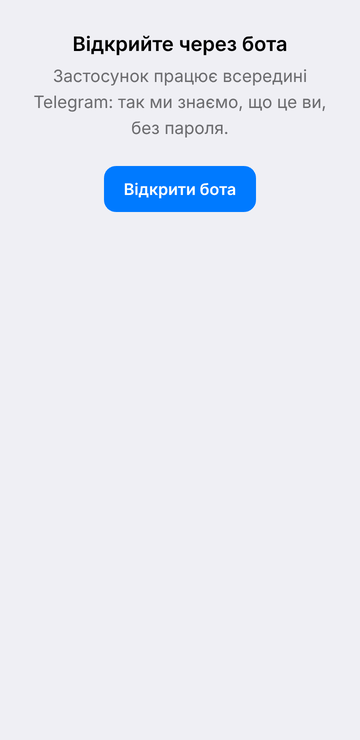 Відкрийте через бота
Застосунок працює всередині
Telegram: так ми знаємо, що це ви,
без пароля.
Відкрити бота